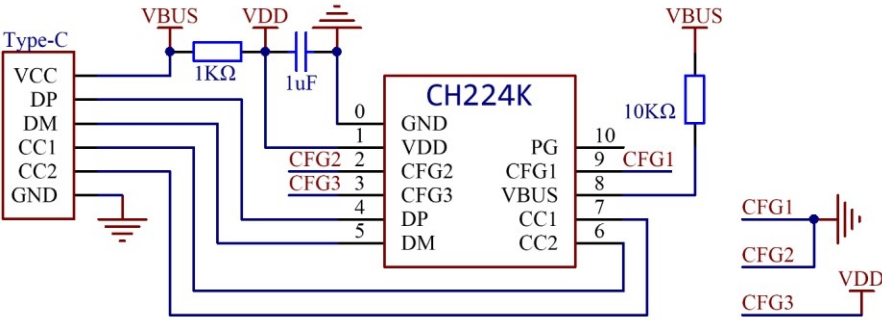 VBUS VDD VBUS
Type-C
VCC
DP
DM
CC1
CC2
GND
1KΩ
1uF
10KΩ
CH224K
0 GND
1 VDD
CFG2 2 CFG2
CFG3 3 CFG3
4 DP
5 DM
PG 10
CFG1 9 CFG1
VBUS 8
CC1 7
CC2 6
CFG1
CFG2
VDD
CFG3